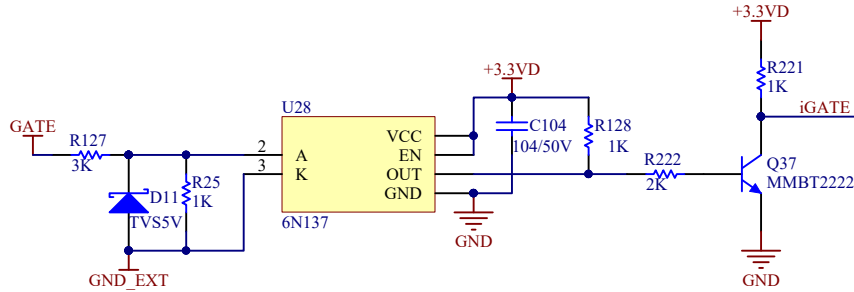 +3.3VD
R221
1K
iGATE
+3.3VD
U28
GATE
R127
3K
2
3
A
K
VCC
EN
OUT
GND
C104
104/50V
R128
1K
R222
2K
Q37
MMBT2222
D11
TVS5V
R25
1K
6N137
GND
GND_EXT
GND